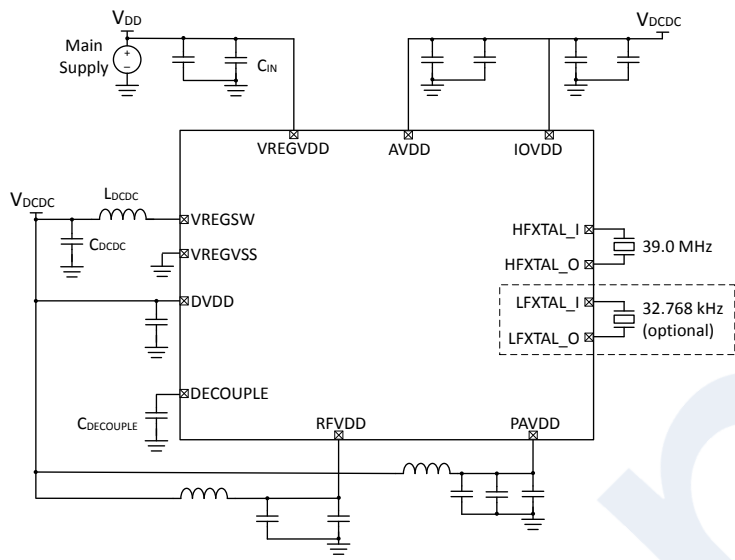 VDD
VDCDC
Main
Supply
+
−
CIN
VREGVDD
AVDD
IOVDD
VDCDC
LDCDC
VREGSW
HFXTAL_I
39.0 MHz
CDCDC
VREGVSS
HFXTAL_O
DVDD
LFXTAL_I
32.768 kHz
(optional)
LFXTAL_O
DECOUPLE
CDECOUPLE
RFVDD
PAVDD